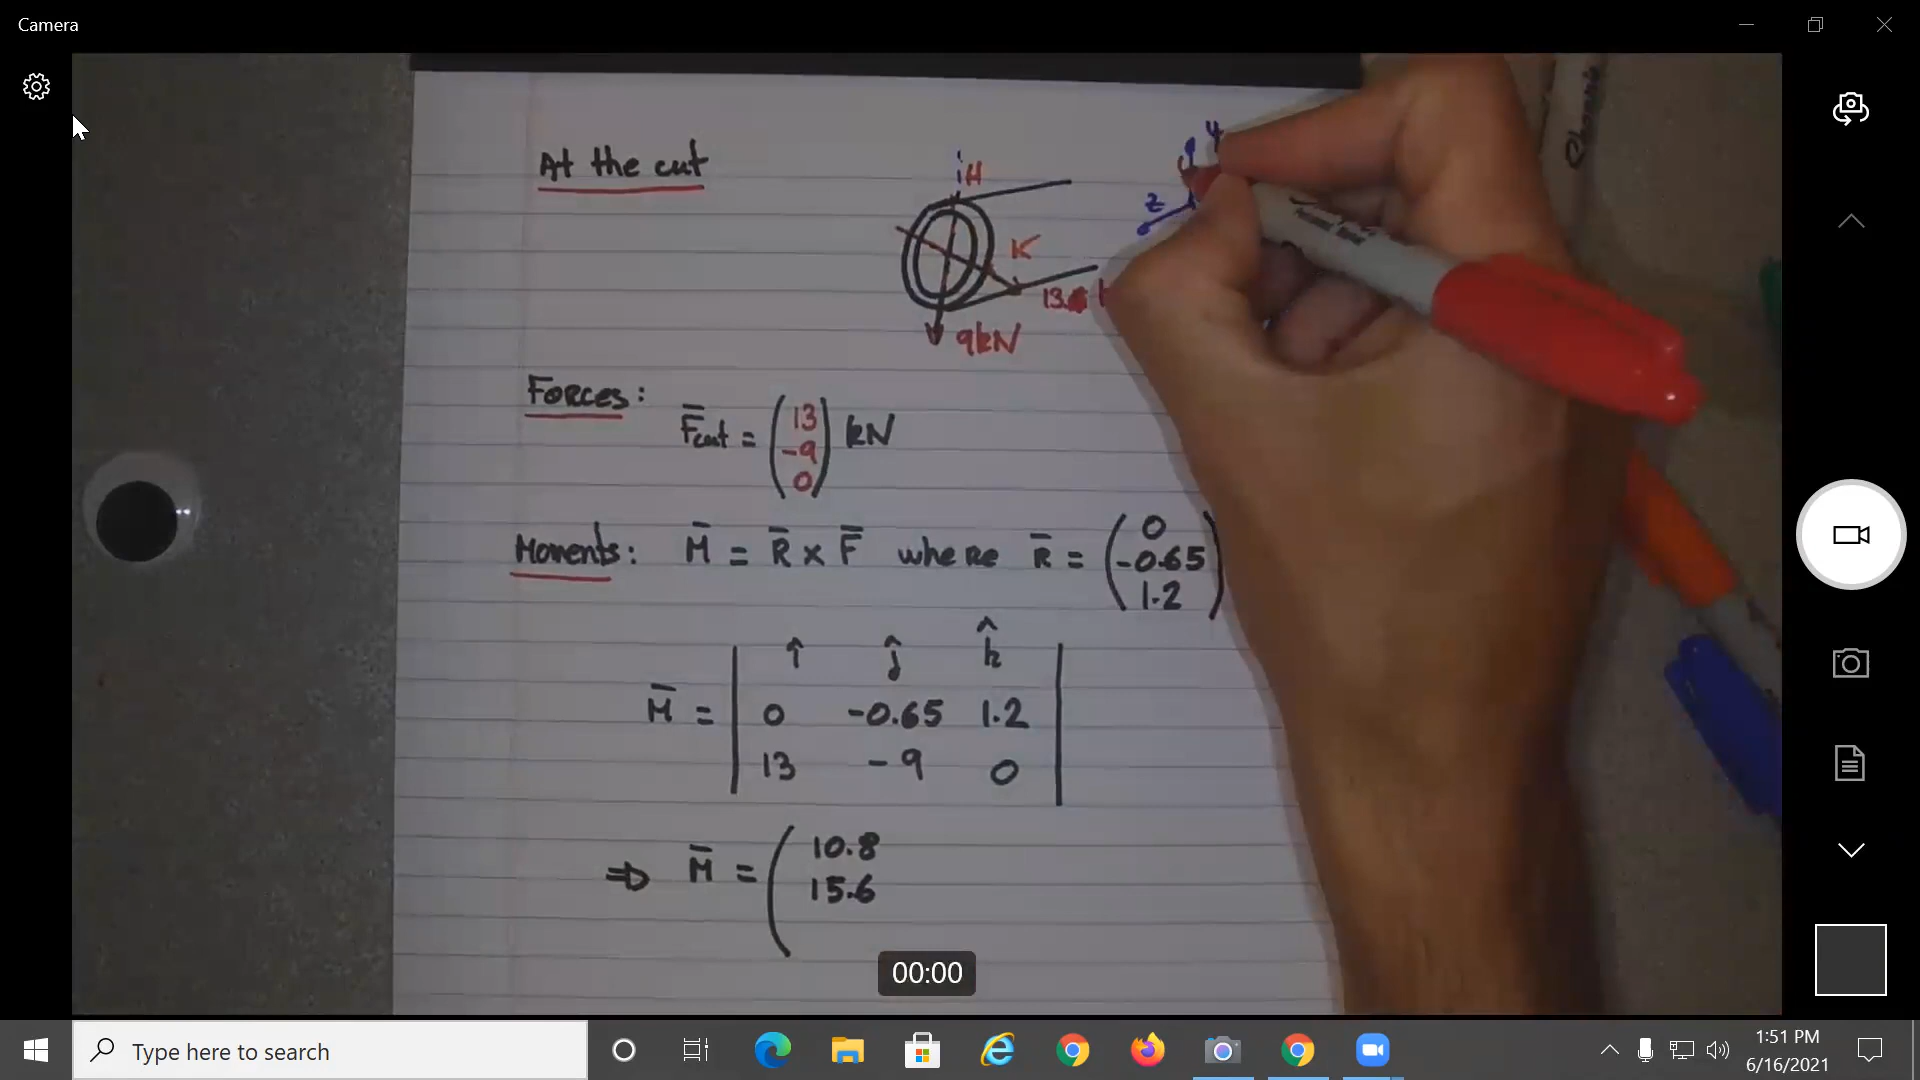 Camera
At the cut
H
y
z
K
13
9kN
Forces: F̅cut = (13 -9 0) kN
Moments: M̅ = R̅ x F̅ where R̅ = (0 -0.65 1.2)
î ĵ k̂
M̅ = | 0 -0.65 1.2 |
13 -9 0
⇒ M̅ = ( 10.8
15.6
00:00
Type here to search
1:51 PM
6/16/2021